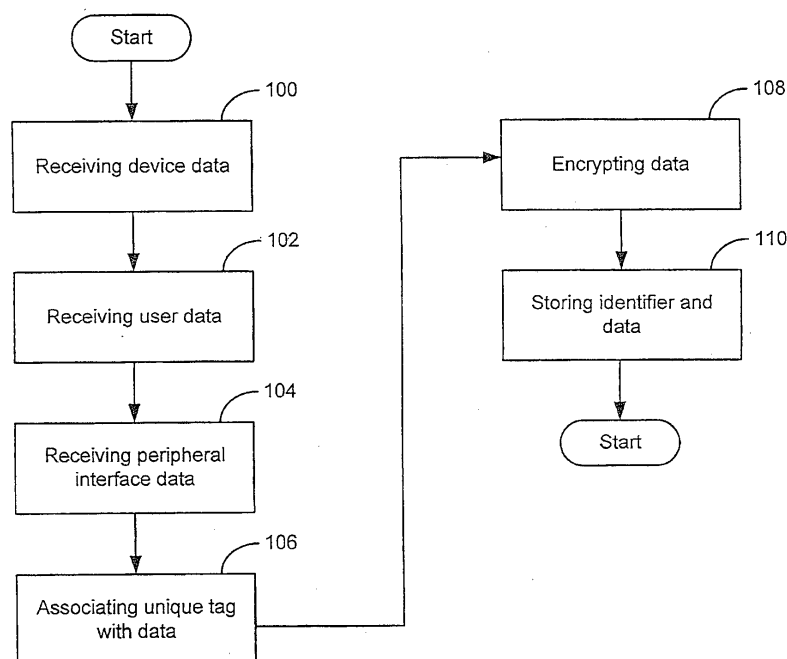 Start
100
Receiving device data
102
Receiving user data
104
Receiving peripheral
interface data
106
Associating unique tag
with data
108
Encrypting data
110
Storing identifier and
data
Start